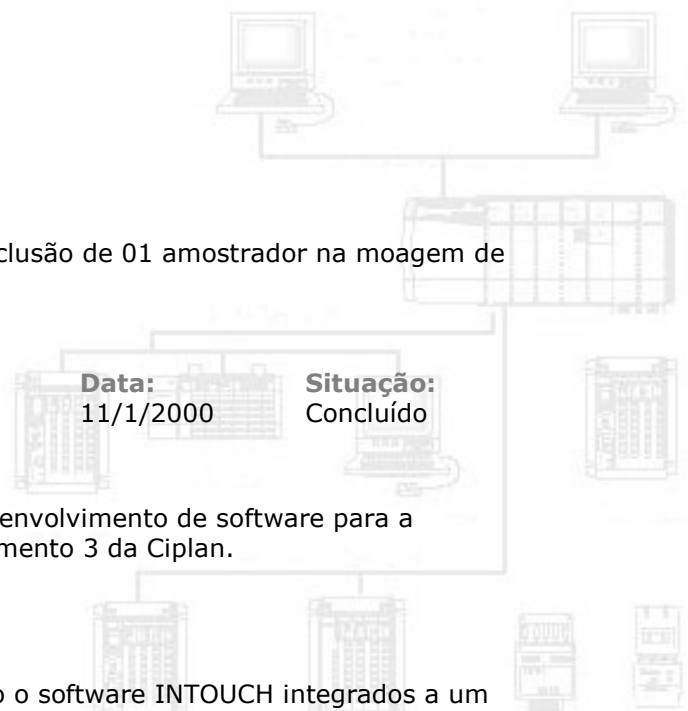 clusão de 01 amostrador na moagem de
Data: Situação:
11/1/2000 Concluído
envolvimento de software para a
mento 3 da Ciplan.
o o software INTOUCH integrados a um